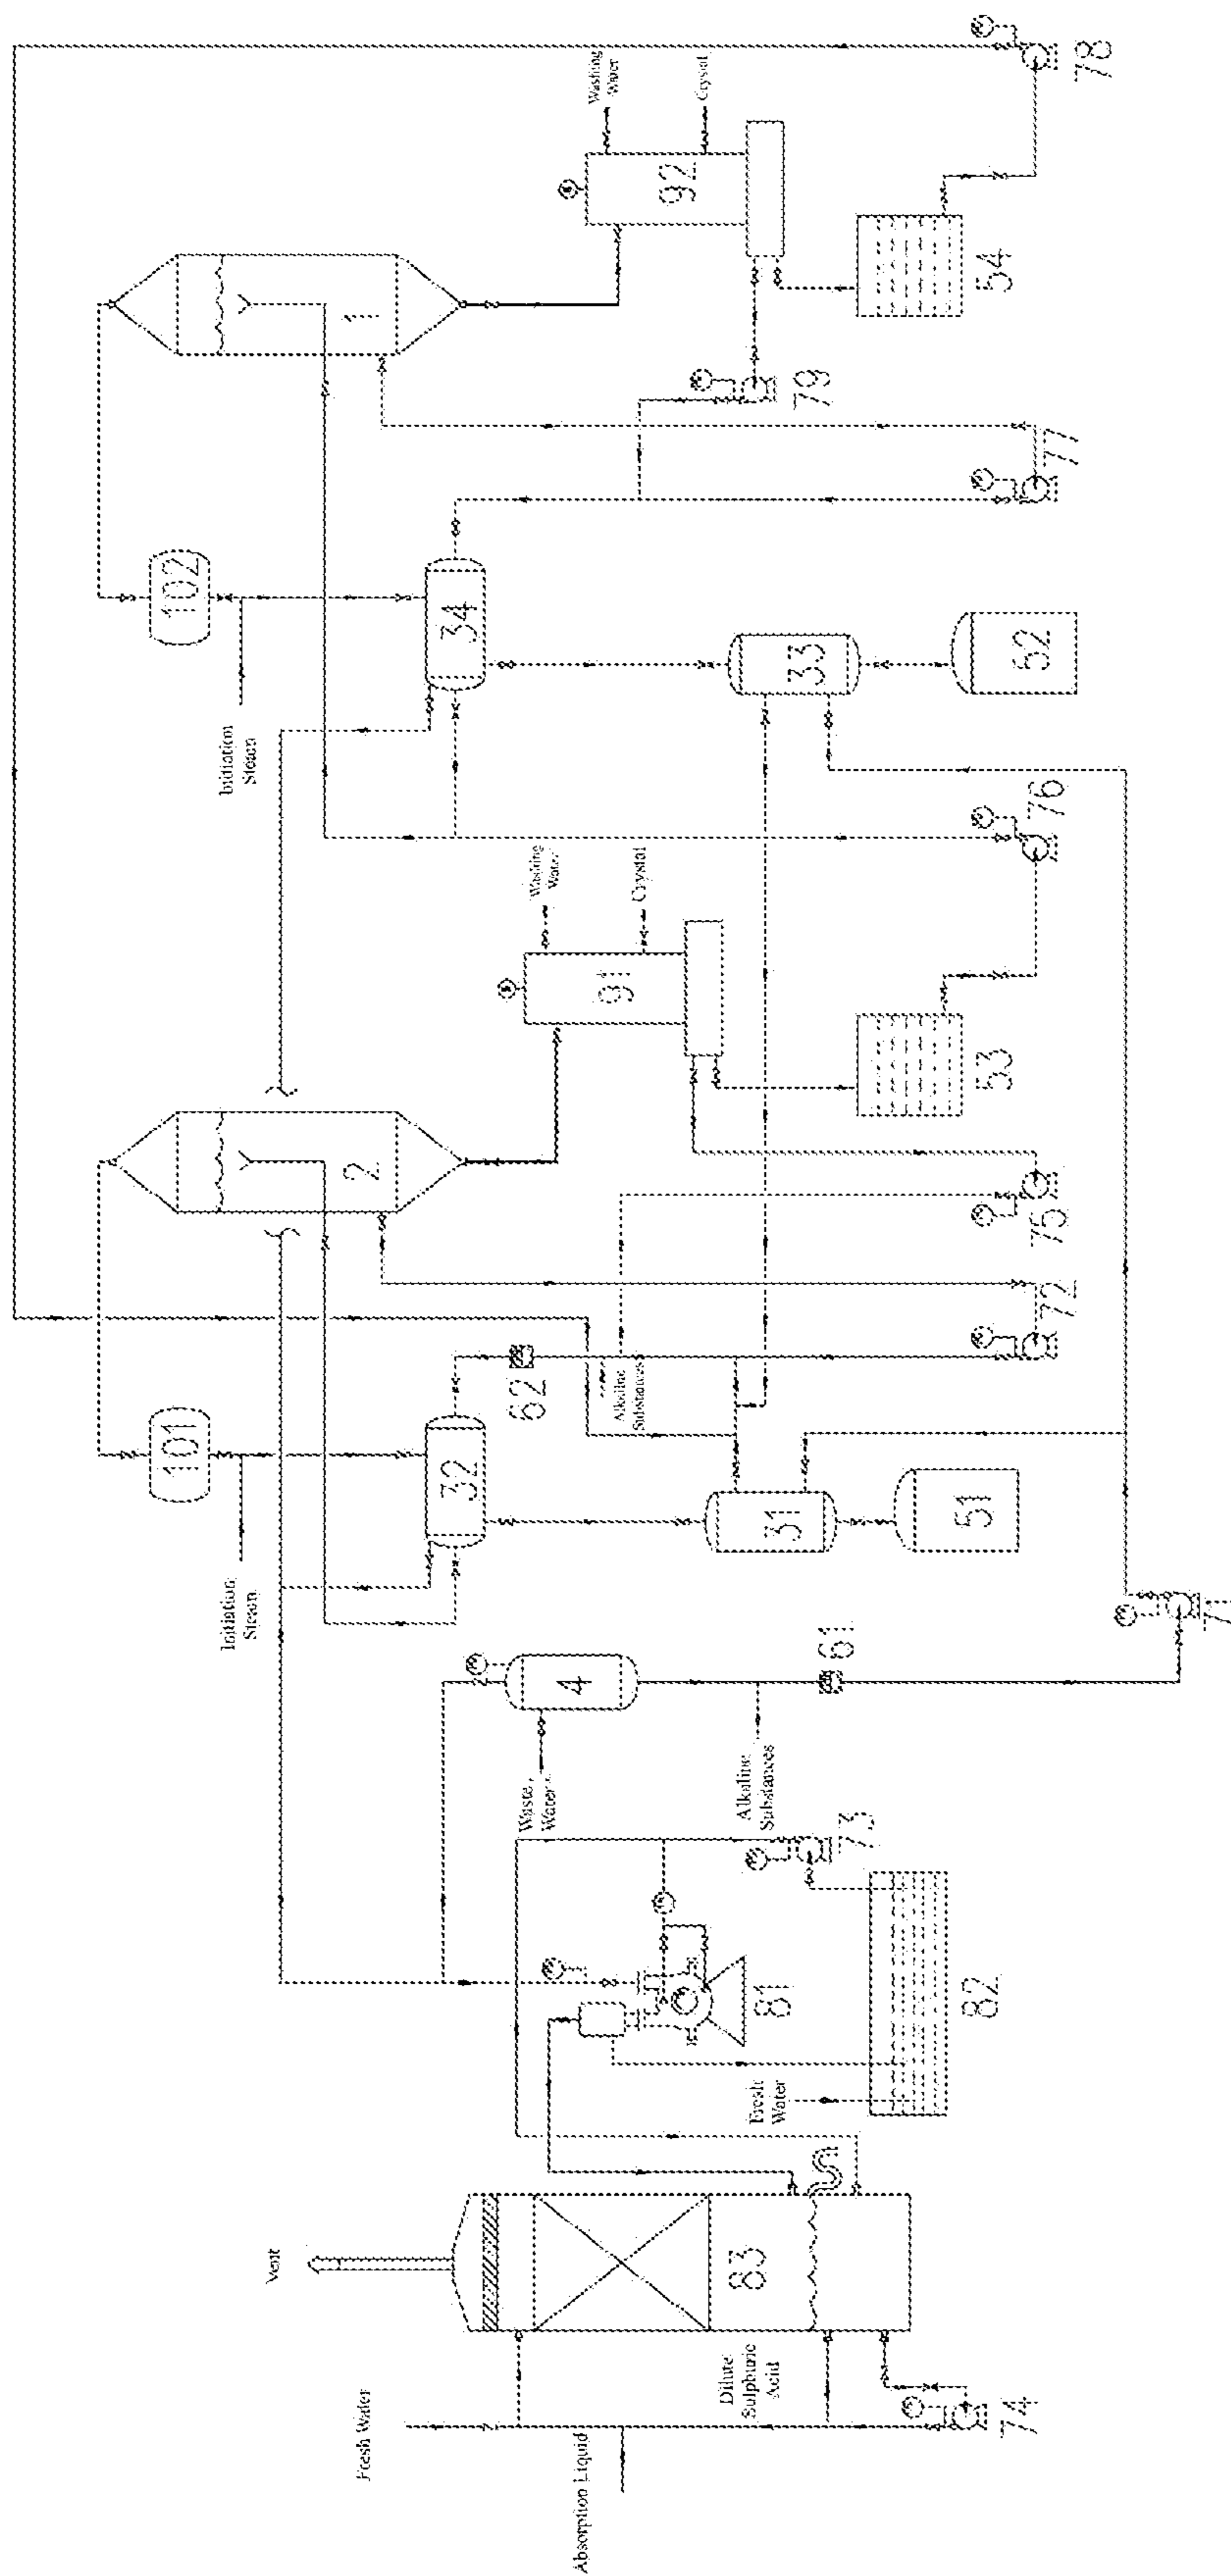 Vent
Fresh Water
Absorption Liquid
Dilute
Sulphuric
Acid
83
74
Fresh
Water
81
82
73
Waste
Water
4
Alkaline
Substances
61
71
Initiation
Steam
101
32
31
51
62
Alkaline
Substances
72
75
2
91
Washing
Water
Crystal
53
76
Initiation
Steam
102
34
33
52
77
79
1
92
Washing
Water
Crystal
54
78